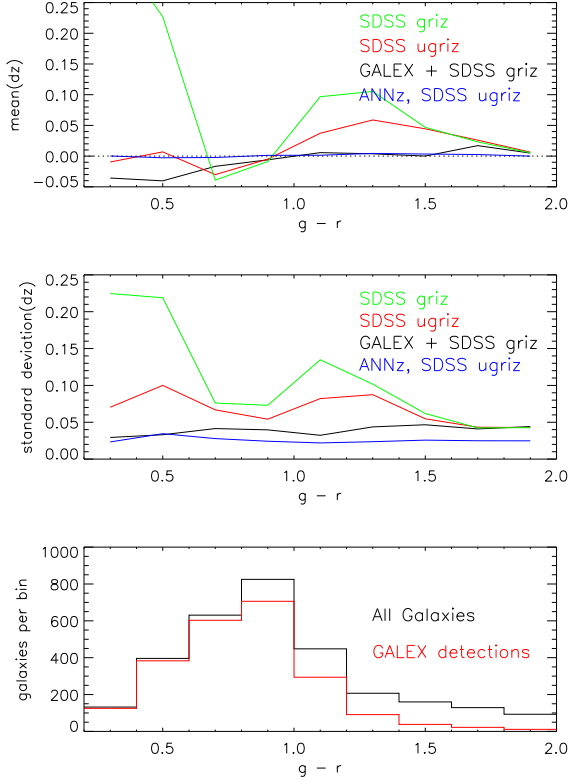 0.25
0.20
0.15
0.10
0.05
0.00
−0.05
mean(dz)
SDSS griz
SDSS ugriz
GALEX + SDSS griz
ANNz, SDSS ugriz
0.5 1.0 1.5 2.0
g − r
0.25
0.20
0.15
0.10
0.05
0.00
standard deviation(dz)
SDSS griz
SDSS ugriz
GALEX + SDSS griz
ANNz, SDSS ugriz
0.5 1.0 1.5 2.0
g − r
1000
800
600
400
200
0
galaxies per bin
All Galaxies
GALEX detections
0.5 1.0 1.5 2.0
g − r